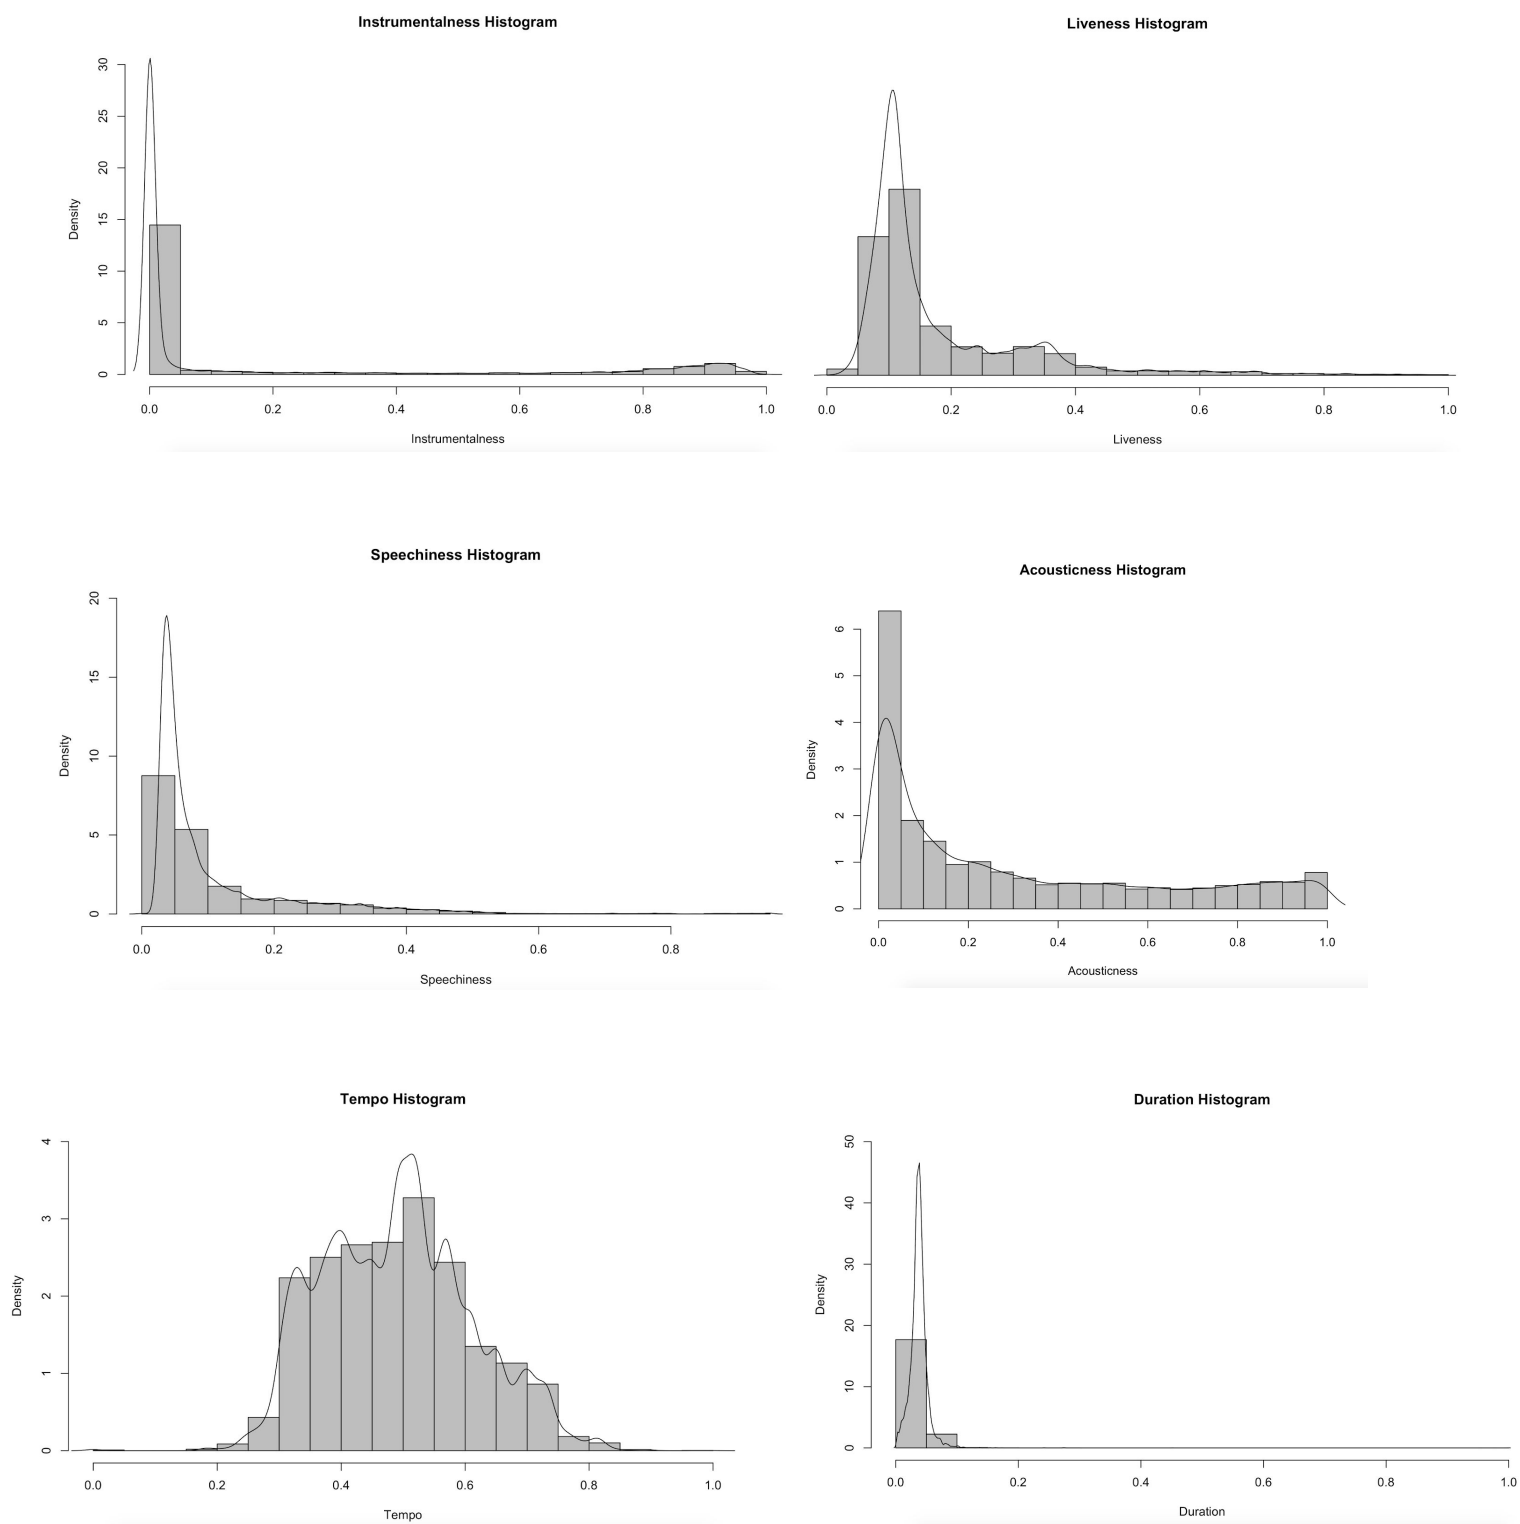 Instrumentalness Histogram
Density
30
25
20
15
10
5
0
0.0 0.2 0.4 0.6 0.8 1.0
Instrumentalness
Liveness Histogram
0.0 0.2 0.4 0.6 0.8 1.0
Liveness
Speechiness Histogram
Density
20
15
10
5
0
0.0 0.2 0.4 0.6 0.8
Speechiness
Acousticness Histogram
Density
6
5
4
3
2
1
0
0.0 0.2 0.4 0.6 0.8 1.0
Acousticness
Tempo Histogram
Density
4
3
2
1
0
0.0 0.2 0.4 0.6 0.8 1.0
Tempo
Duration Histogram
Density
50
40
30
20
10
0
0.0 0.2 0.4 0.6 0.8 1.0
Duration